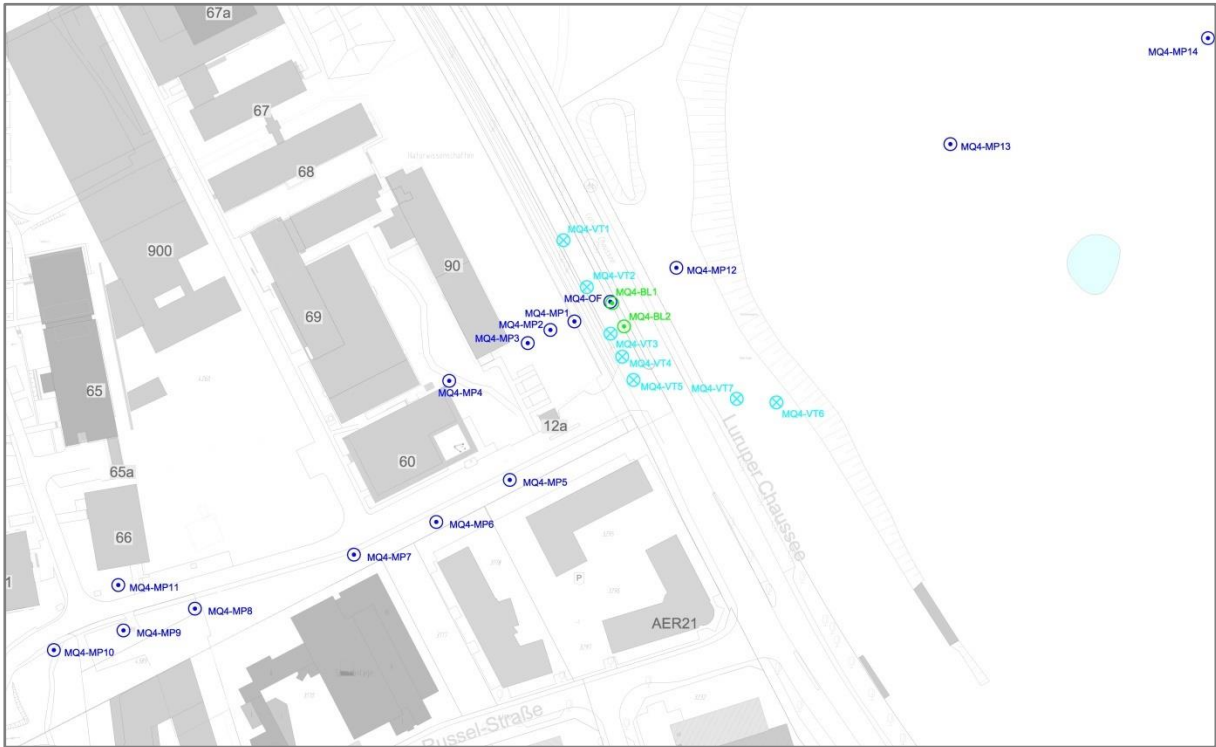 67a
MQ4-MP14
67
MQ4-MP13
Naturwissenschaften
68
MQ4-VT1
900
90
MQ4-MP12
MQ4-VT2
MQ4-BL1
MQ4-OF
69
MQ4-MP1
MQ4-BL2
MQ4-MP2
MQ4-MP3
MQ4-VT3
MQ4-VT4
65
MQ4-MP4
MQ4-VT5
MQ4-VT7
MQ4-VT6
12a
60
65a
Luruper Chaussee
MQ4-MP5
MQ4-MP6
66
MQ4-MP7
P
1
MQ4-MP11
MQ4-MP8
AER21
MQ4-MP9
MQ4-MP10
Russel-Straße